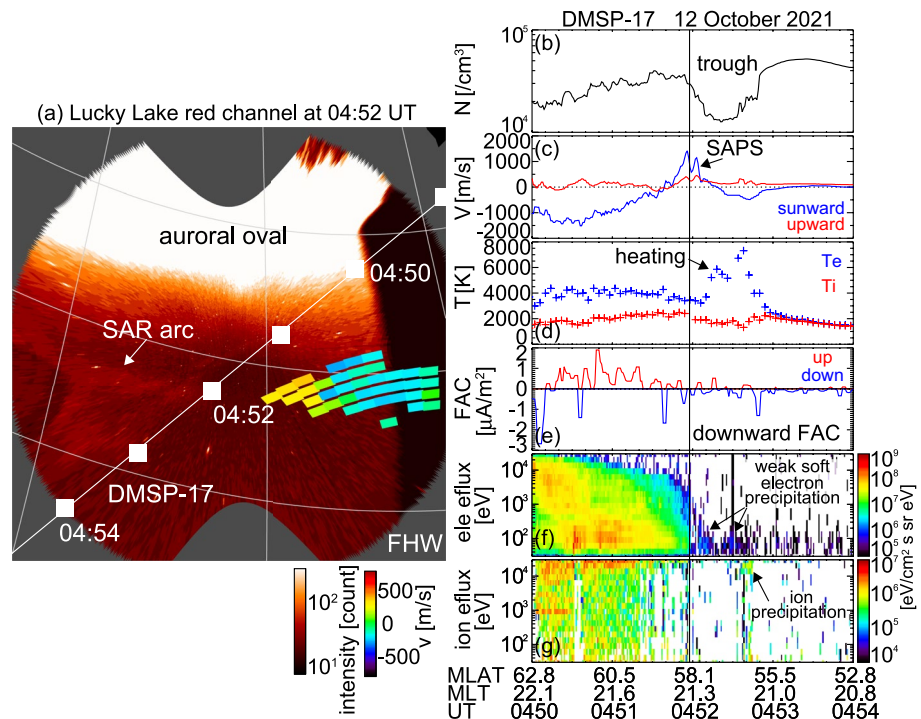 (a) Lucky Lake red channel at 04:52 UT
auroral oval
04:50
SAR arc
04:52
DMSP-17
04:54
FHW
10²
10¹
intensity [count]
500
0
-500
v [m/s]
DMSP-17 12 October 2021
(b)
10⁵
10⁴
N [/cm³]
trough
(c)
2000
1000
0
-1000
-2000
V[m/s]
SAPS
sunward
upward
8000
6000
4000
2000
0
T[K]
(d)
heating
Te
Ti
2
1
0
-1
-2
-3
FAC
[μA/m²]
(e)
up
down
downward FAC
10⁴
10³
10²
ele eflux
[eV]
(f)
weak soft
electron
precipitation
10⁹
10⁸
10⁷
10⁶
10⁵
10⁴
10³
10²
ion eflux
[eV]
(g)
ion
precipitation
10⁷
10⁶
10⁵
10⁴
[eV/cm² s sr eV]
MLAT 62.8 60.5 58.1 55.5 52.8
MLT 22.1 21.6 21.3 21.0 20.8
UT 0450 0451 0452 0453 0454